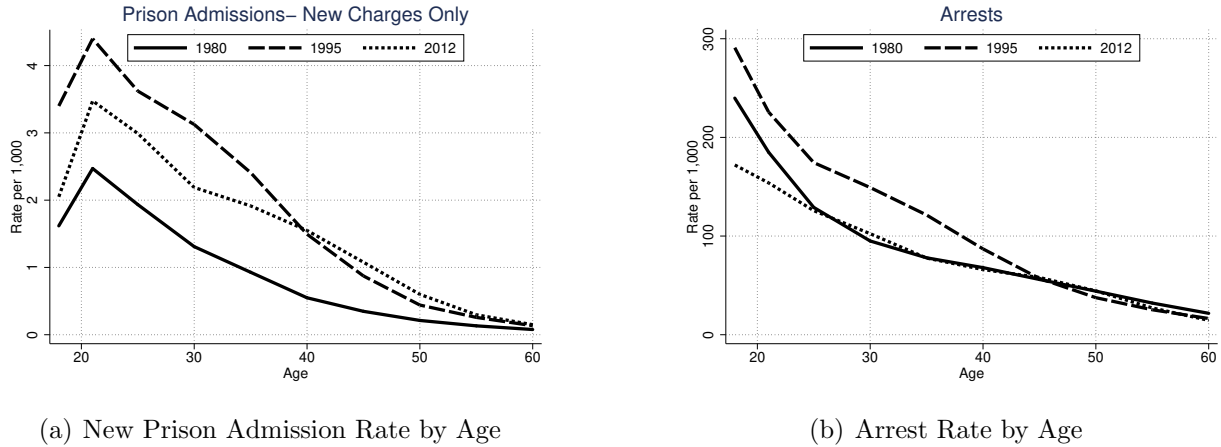 Prison Admissions– New Charges Only
1980 1995 2012
Rate per 1,000
4
3
2
1
0
20 30 40 50 60
Age
(a) New Prison Admission Rate by Age
Arrests
1980 1995 2012
Rate per 1,000
300
200
100
0
20 30 40 50 60
Age
(b) Arrest Rate by Age